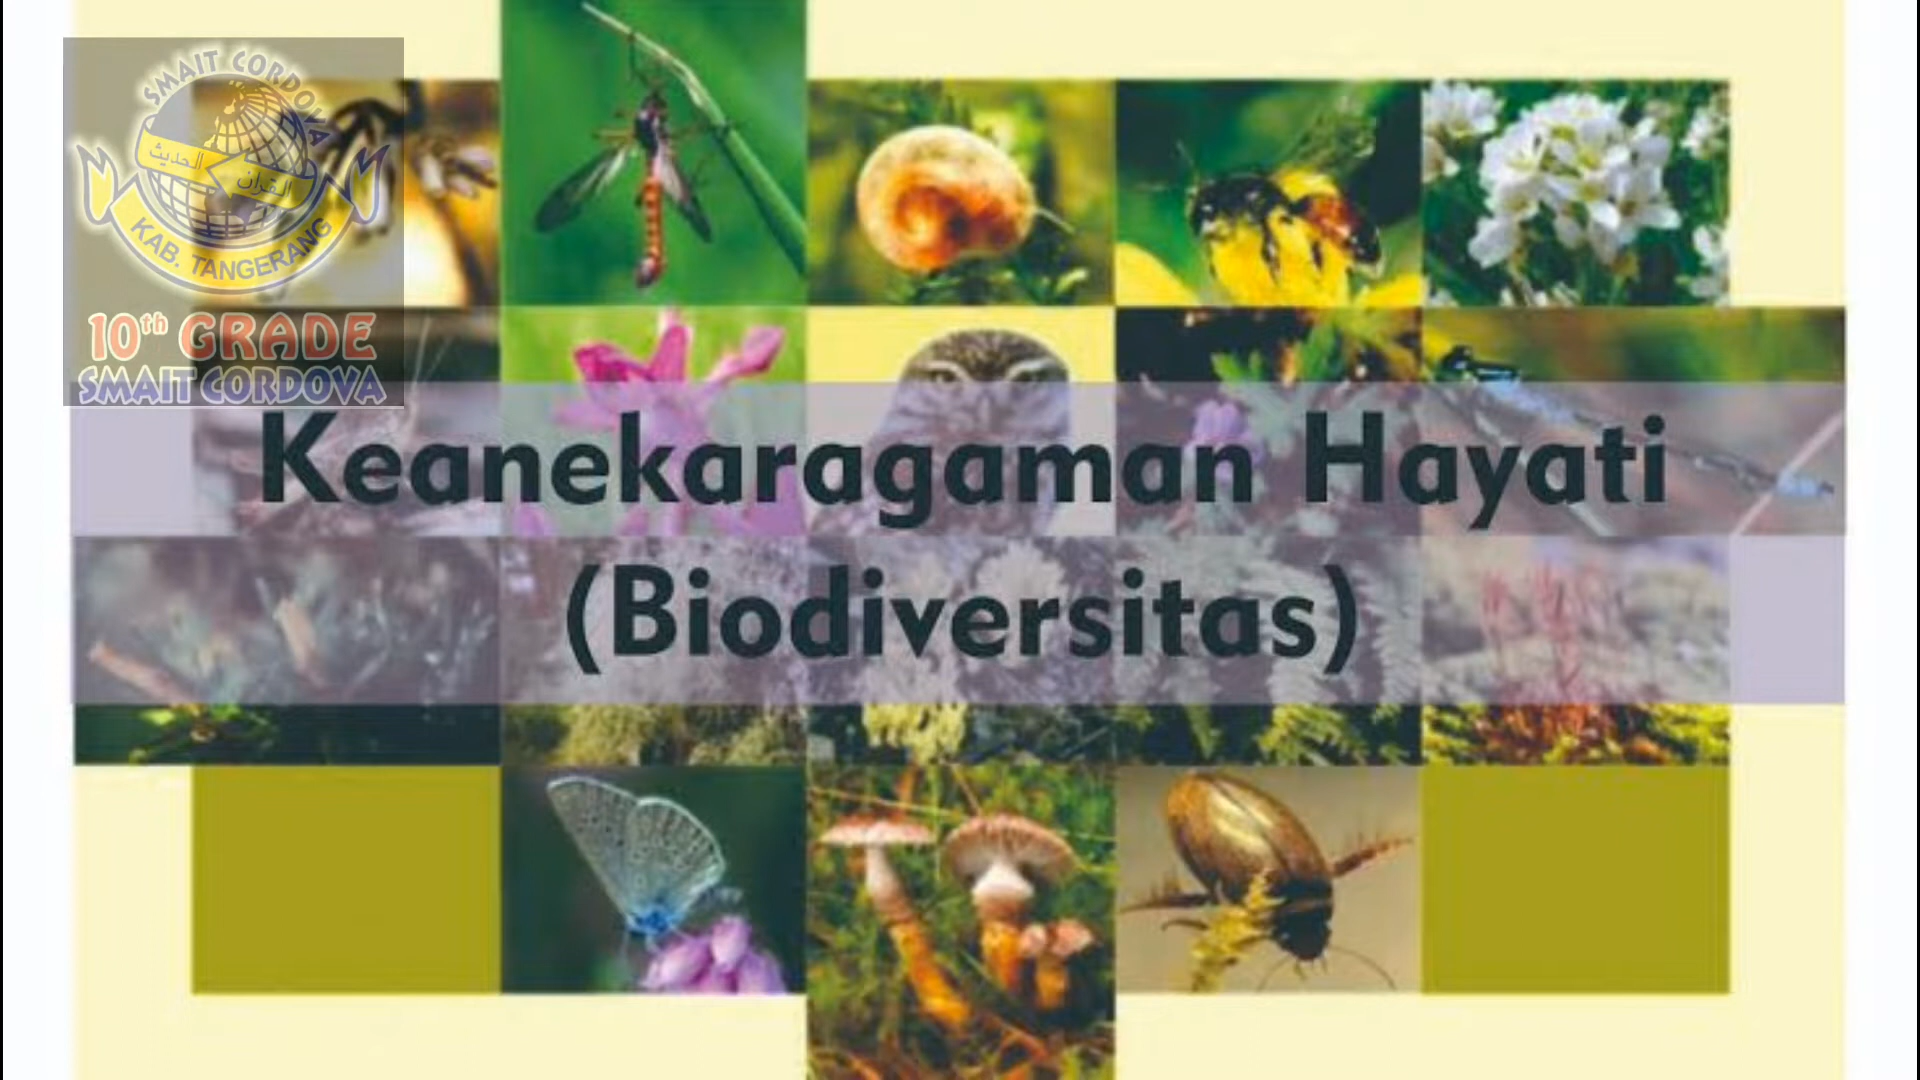 SMAIT CORDOVA
الحديث
القرآن
KAB. TANGERANG
10th GRADE
SMAIT CORDOVA
Keanekaragaman Hayati
(Biodiversitas)